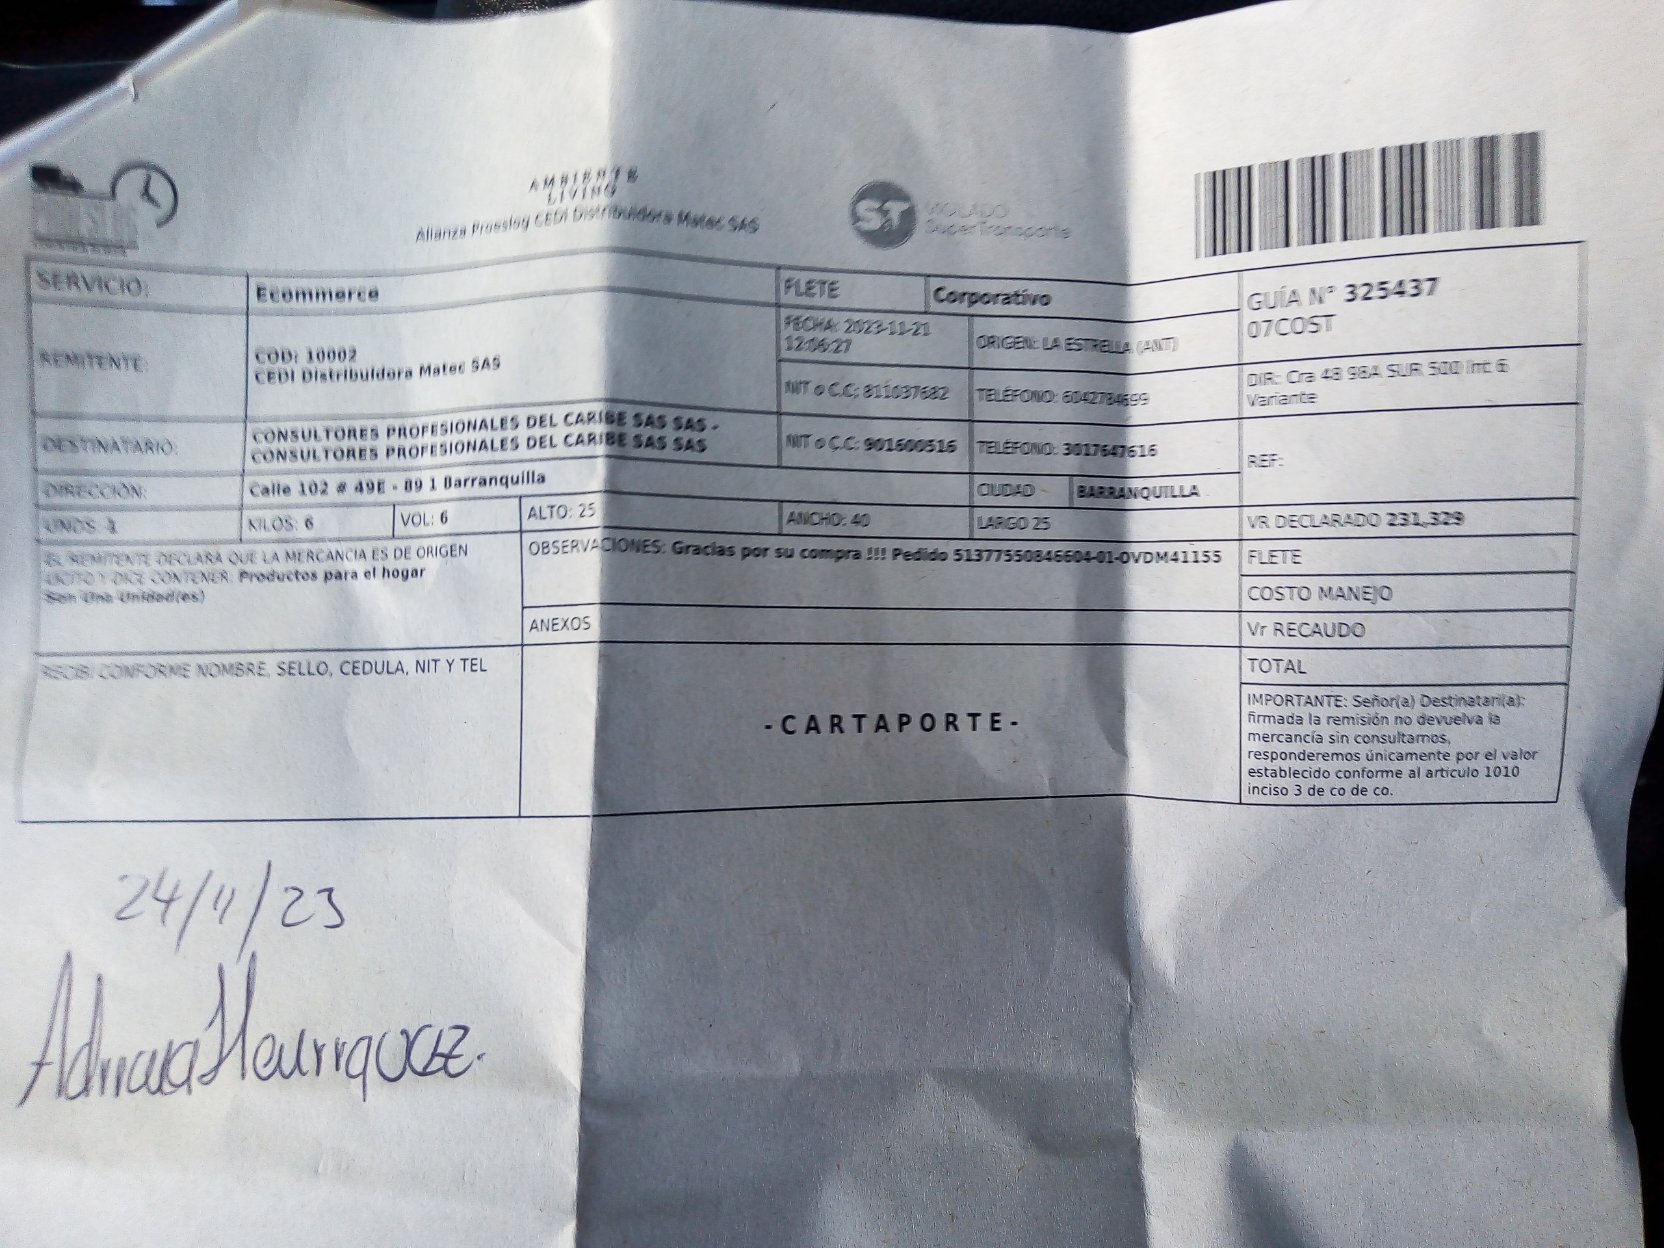 AMBIENTE
LIVING
Alianza Proeslog CEDI Distribuidora Matec SAS
ST VIGILADO
SuperTransporte
SERVICIO: Ecommerce FLETE Corporativo GUÍA N° 325437
07COST
REMITENTE: COD: 10002
CEDI Distribuidora Matec SAS
FECHA: 2023-11-21
12:06:27
ORIGEN: LA ESTRELLA (ANT)
NIT o C.C: 811037682 TELÉFONO: 6042784699
DIR: Cra 48 98A SUR 500 Int 6
Variante
DESTINATARIO: CONSULTORES PROFESIONALES DEL CARIBE SAS SAS -
CONSULTORES PROFESIONALES DEL CARIBE SAS SAS
NIT o C.C: 901600516 TELÉFONO: 3017647616
REF:
DIRECCIÓN: Calle 102 # 49E - 89 1 Barranquilla CIUDAD BARRANQUILLA
UNDS: 1 KILOS: 6 VOL: 6 ALTO: 25 ANCHO: 40 LARGO 25 VR DECLARADO 231,329
EL REMITENTE DECLARA QUE LA MERCANCIA ES DE ORIGEN
LICITO Y DICE CONTENER: Productos para el hogar
Son Una Unidad(es)
OBSERVACIONES: Gracias por su compra !!! Pedido 51377550846604-01-OVDM41155
FLETE
COSTO MANEJO
ANEXOS
Vr RECAUDO
RECIBI CONFORME NOMBRE, SELLO, CEDULA, NIT Y TEL
TOTAL
-CARTAPORTE-
IMPORTANTE: Señor(a) Destinatari(a):
firmada la remisión no devuelva la
mercancía sin consultarnos,
responderemos únicamente por el valor
establecido conforme al articulo 1010
inciso 3 de co de co.
24/11/23
Adriana Henriquez.